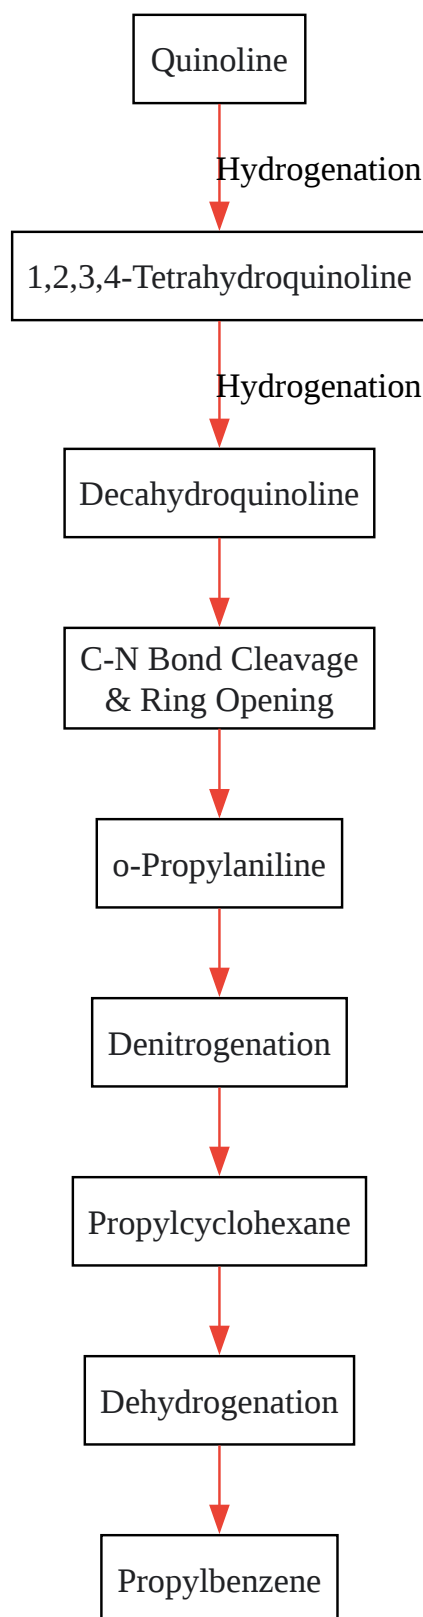 Quinoline
Hydrogenation
1,2,3,4-Tetrahydroquinoline
Hydrogenation
Decahydroquinoline
C-N Bond Cleavage
& Ring Opening
o-Propylaniline
Denitrogenation
Propylcyclohexane
Dehydrogenation
Propylbenzene